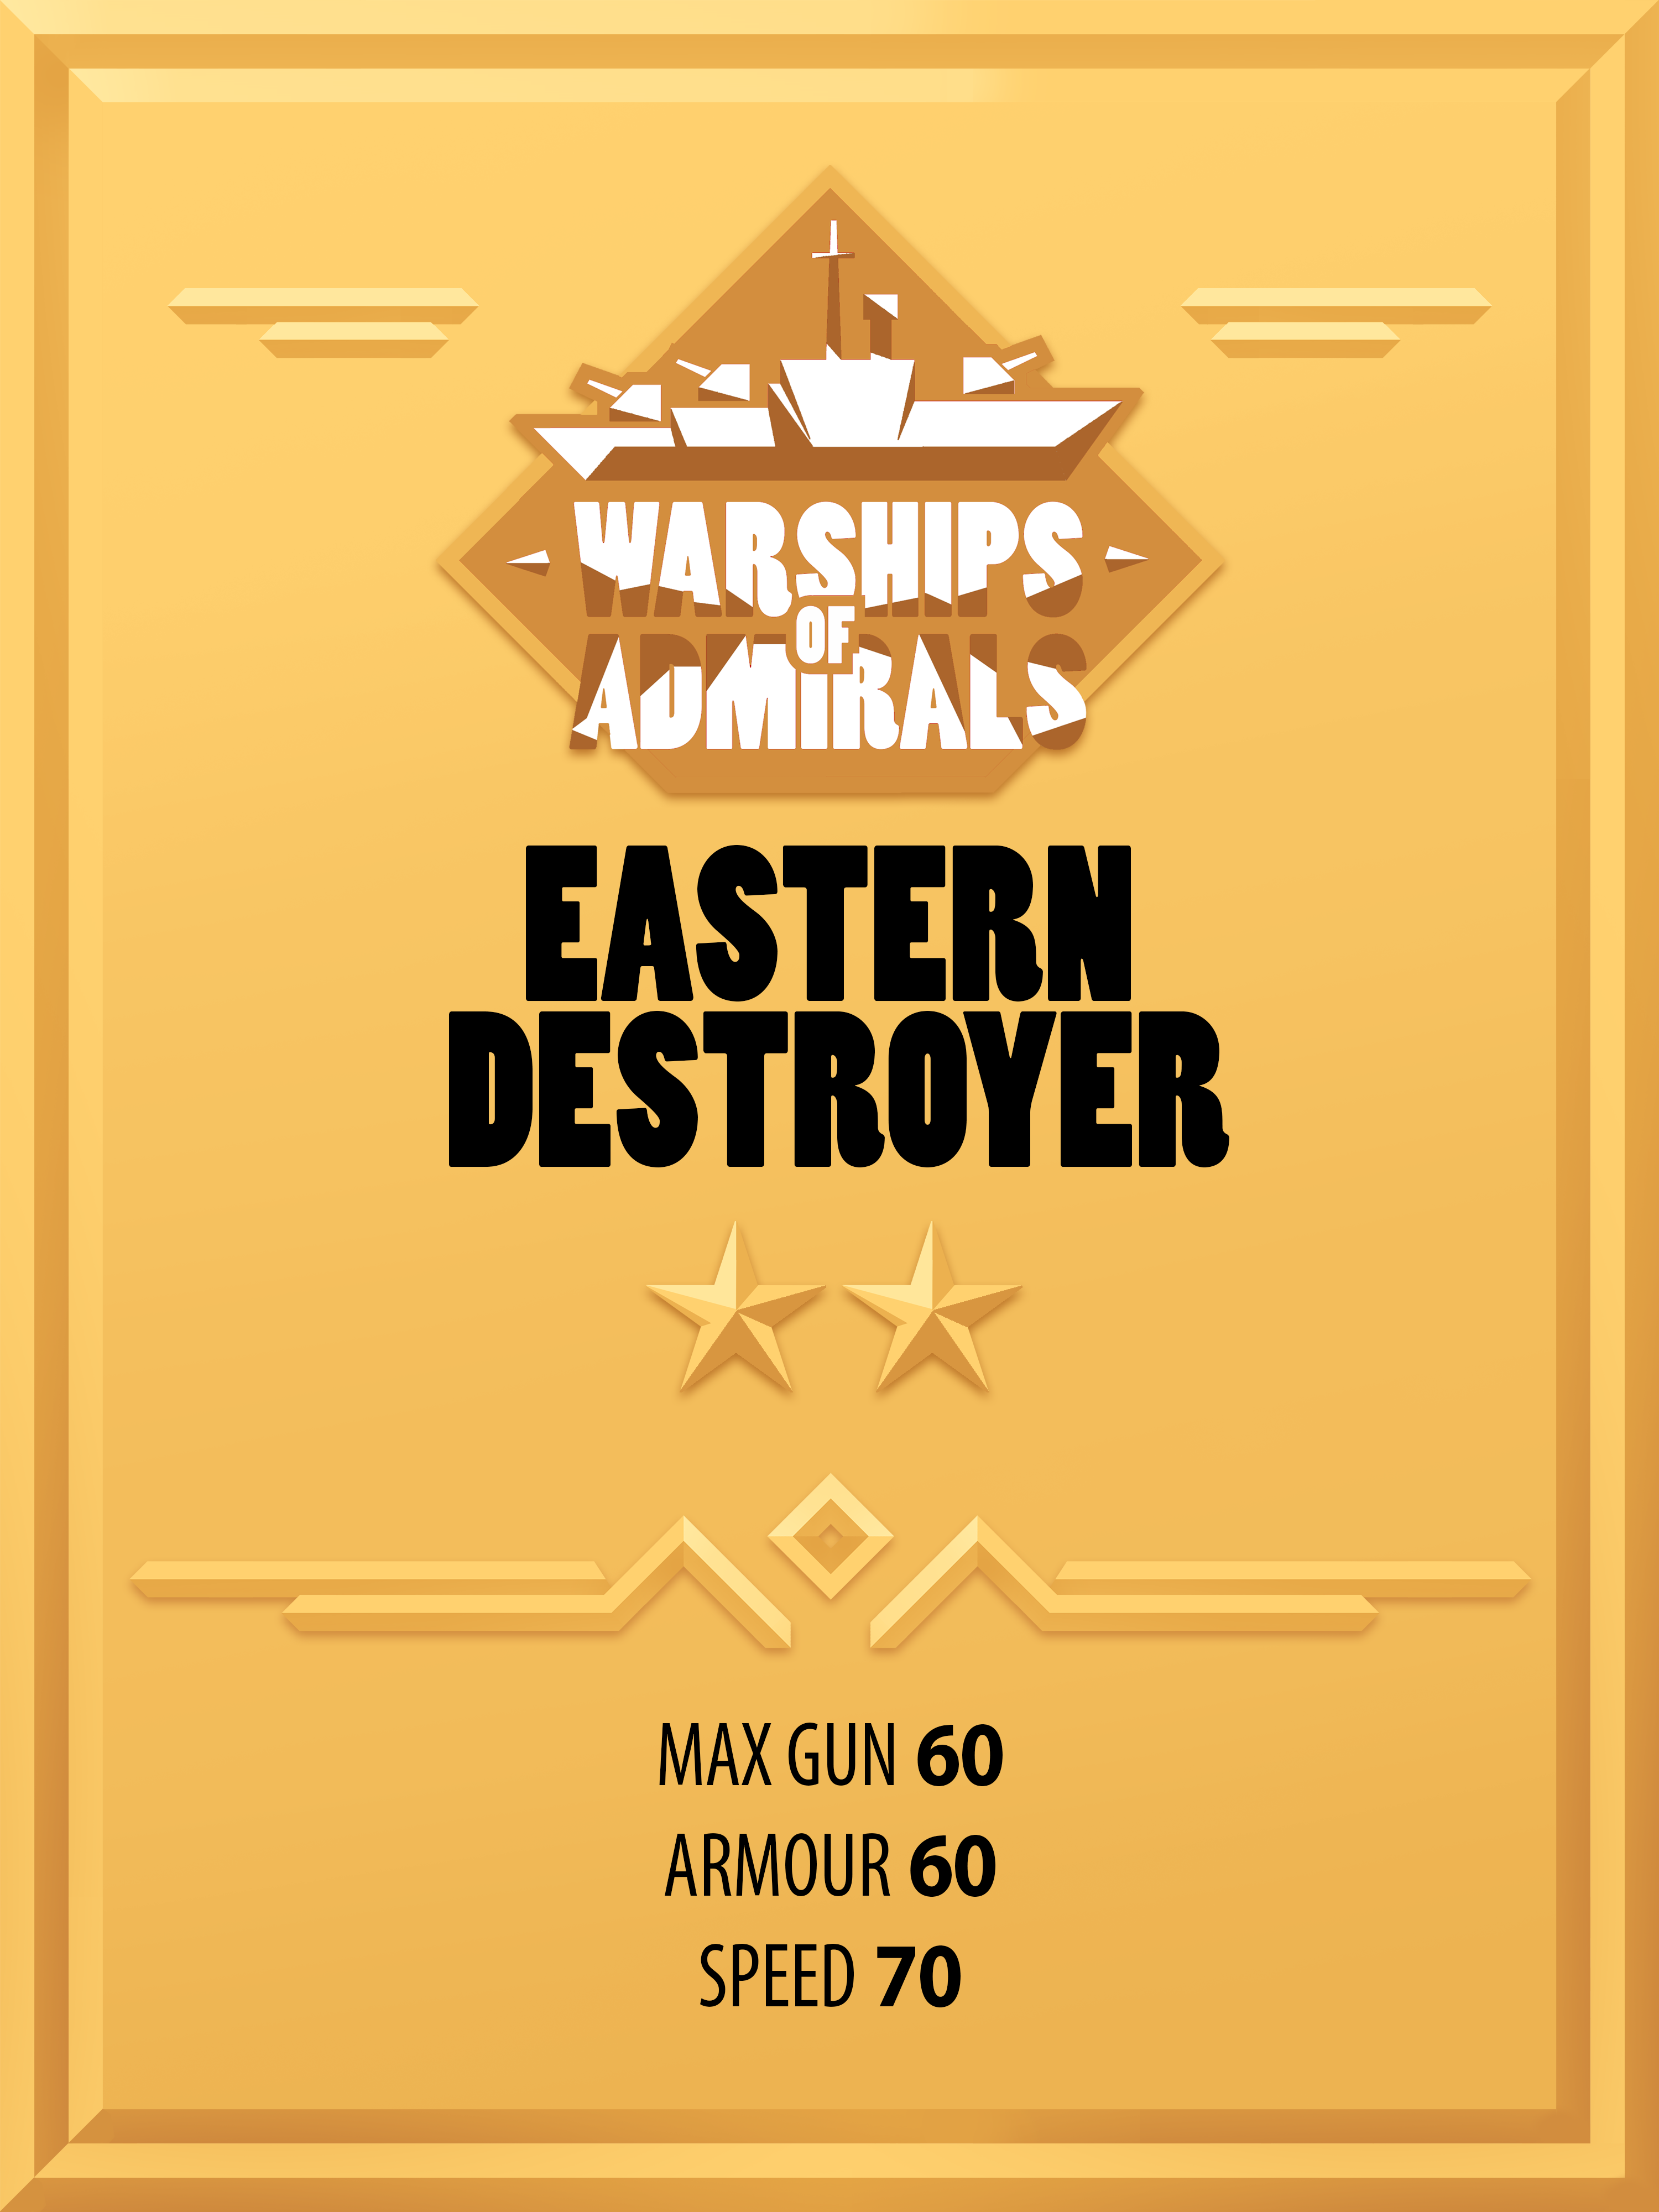 WARSHIPS
OF
ADMIRALS
EASTERN
DESTROYER
MAX GUN 60
ARMOUR 60
SPEED 70